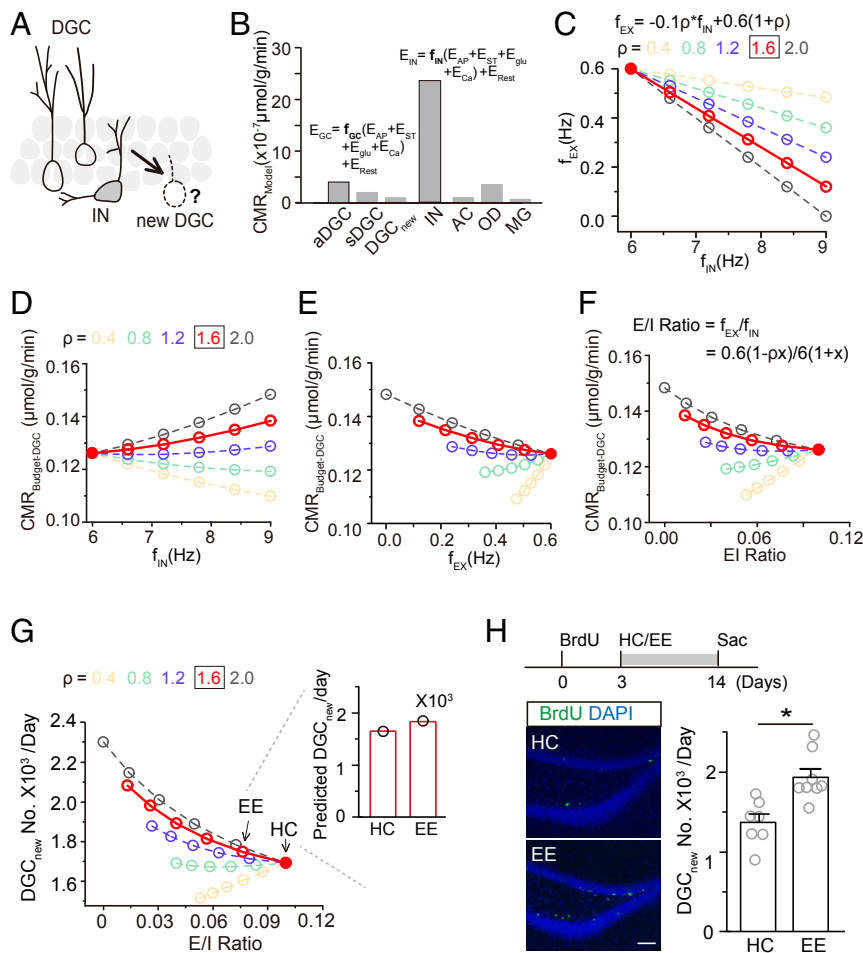 A
DGC
IN
?
new DGC
B
CMR_Model(x10⁻⁷μmol/g/min)
30
20
10
0
E_IN = f_IN(E_AP+E_ST+E_glu
+E_Ca)+E_Rest
E_GC = f_GC(E_AP+E_ST
+E_glu+E_Ca)
+E_Rest
aDGC
sDGC
DGC_new
IN
AC
OD
MG
C
f_EX=-0.1ρ*f_IN+0.6(1+ρ)
ρ = 0.4 0.8 1.2 1.6 2.0
f_EX(Hz)
0.6
0.4
0.2
0.0
6 7 8 9
f_IN(Hz)
D
ρ = 0.4 0.8 1.2 1.6 2.0
CMR_Budget-DGC (μmol/g/min)
0.16
0.14
0.12
0.10
6 7 8 9
f_IN(Hz)
E
CMR_Budget-DGC (μmol/g/min)
0.16
0.14
0.12
0.10
0.0 0.2 0.4 0.6
f_EX(Hz)
F
E/I Ratio = f_EX/f_IN
= 0.6(1-ρx)/6(1+x)
CMR_Budget-DGC (μmol/g/min)
0.16
0.14
0.12
0.10
0.00 0.06 0.12
EI Ratio
G
ρ = 0.4 0.8 1.2 1.6 2.0
DGC_new No. X10³ /Day
2.4
2.2
2.0
1.8
1.6
EE
HC
0 0.03 0.06 0.09 0.12
E/I Ratio
Predicted DGC_new/day
X10³
2
1
0
HC EE
H
BrdU HC/EE Sac
0 3 14 (Days)
BrdU DAPI
HC
EE
DGC_new No. X10³ /Day
2
1
0
*
HC EE